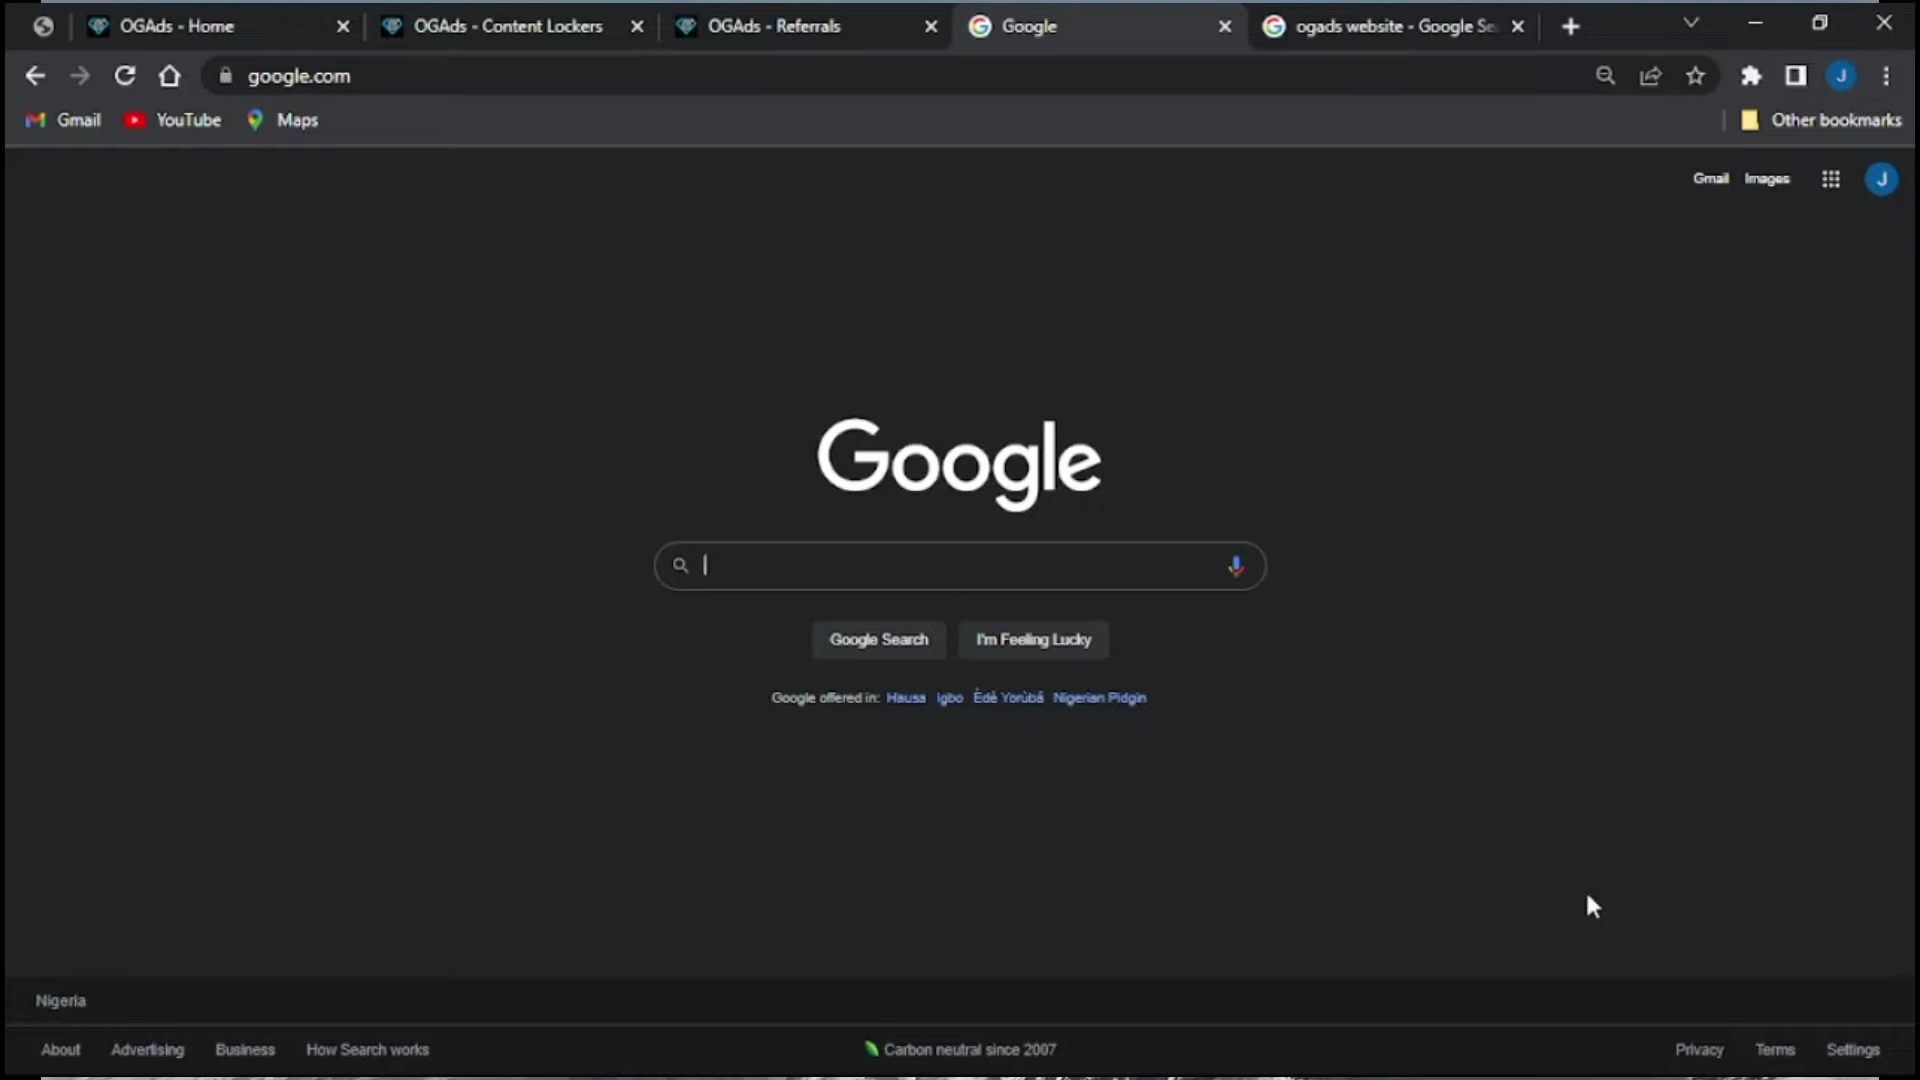 OGAds - Home
OGAds - Content Lockers
OGAds - Referrals
Google
ogads website - Google Se
google.com
J
Gmail
YouTube
Maps
Other bookmarks
Gmail Images
J
Google
Google Search
I'm Feeling Lucky
Google offered in: Hausa Igbo Èdè Yorùbá Nigerian Pidgin
Nigeria
About Advertising Business How Search works
Carbon neutral since 2007
Privacy Terms Settings